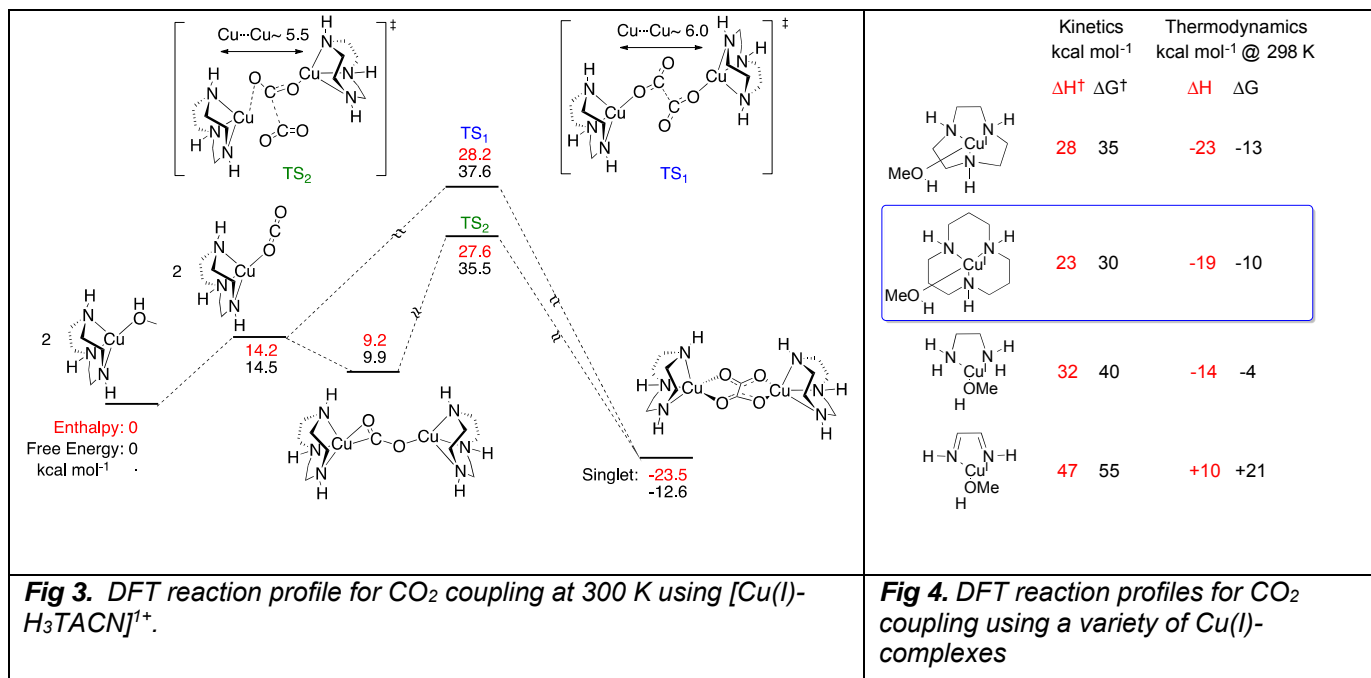 Cu···Cu~ 5.5
‡
Cu···Cu~ 6.0
‡
TS₂
TS₁
TS₁
28.2
37.6
TS₂
27.6
35.5
2
2
14.2
14.5
9.2
9.9
Enthalpy: 0
Free Energy: 0
kcal mol⁻¹
Singlet: -23.5
-12.6
Kinetics Thermodynamics
kcal mol⁻¹ kcal mol⁻¹ @ 298 K
ΔH† ΔG† ΔH ΔG
28 35 -23 -13
23 30 -19 -10
32 40 -14 -4
47 55 +10 +21
Fig 3. DFT reaction profile for CO₂ coupling at 300 K using [Cu(I)-
H₃TACN]¹⁺.
Fig 4. DFT reaction profiles for CO₂
coupling using a variety of Cu(I)-
complexes